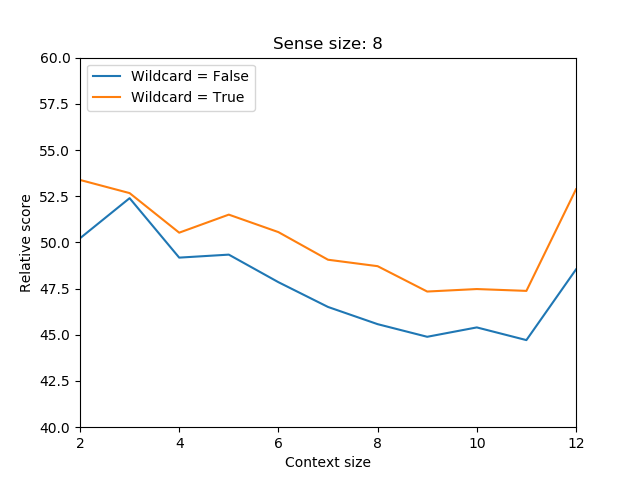 Sense size: 8
Wildcard = False
Wildcard = True
60.0
57.5
55.0
52.5
50.0
47.5
45.0
42.5
40.0
Relative score
2 4 6 8 10 12
Context size